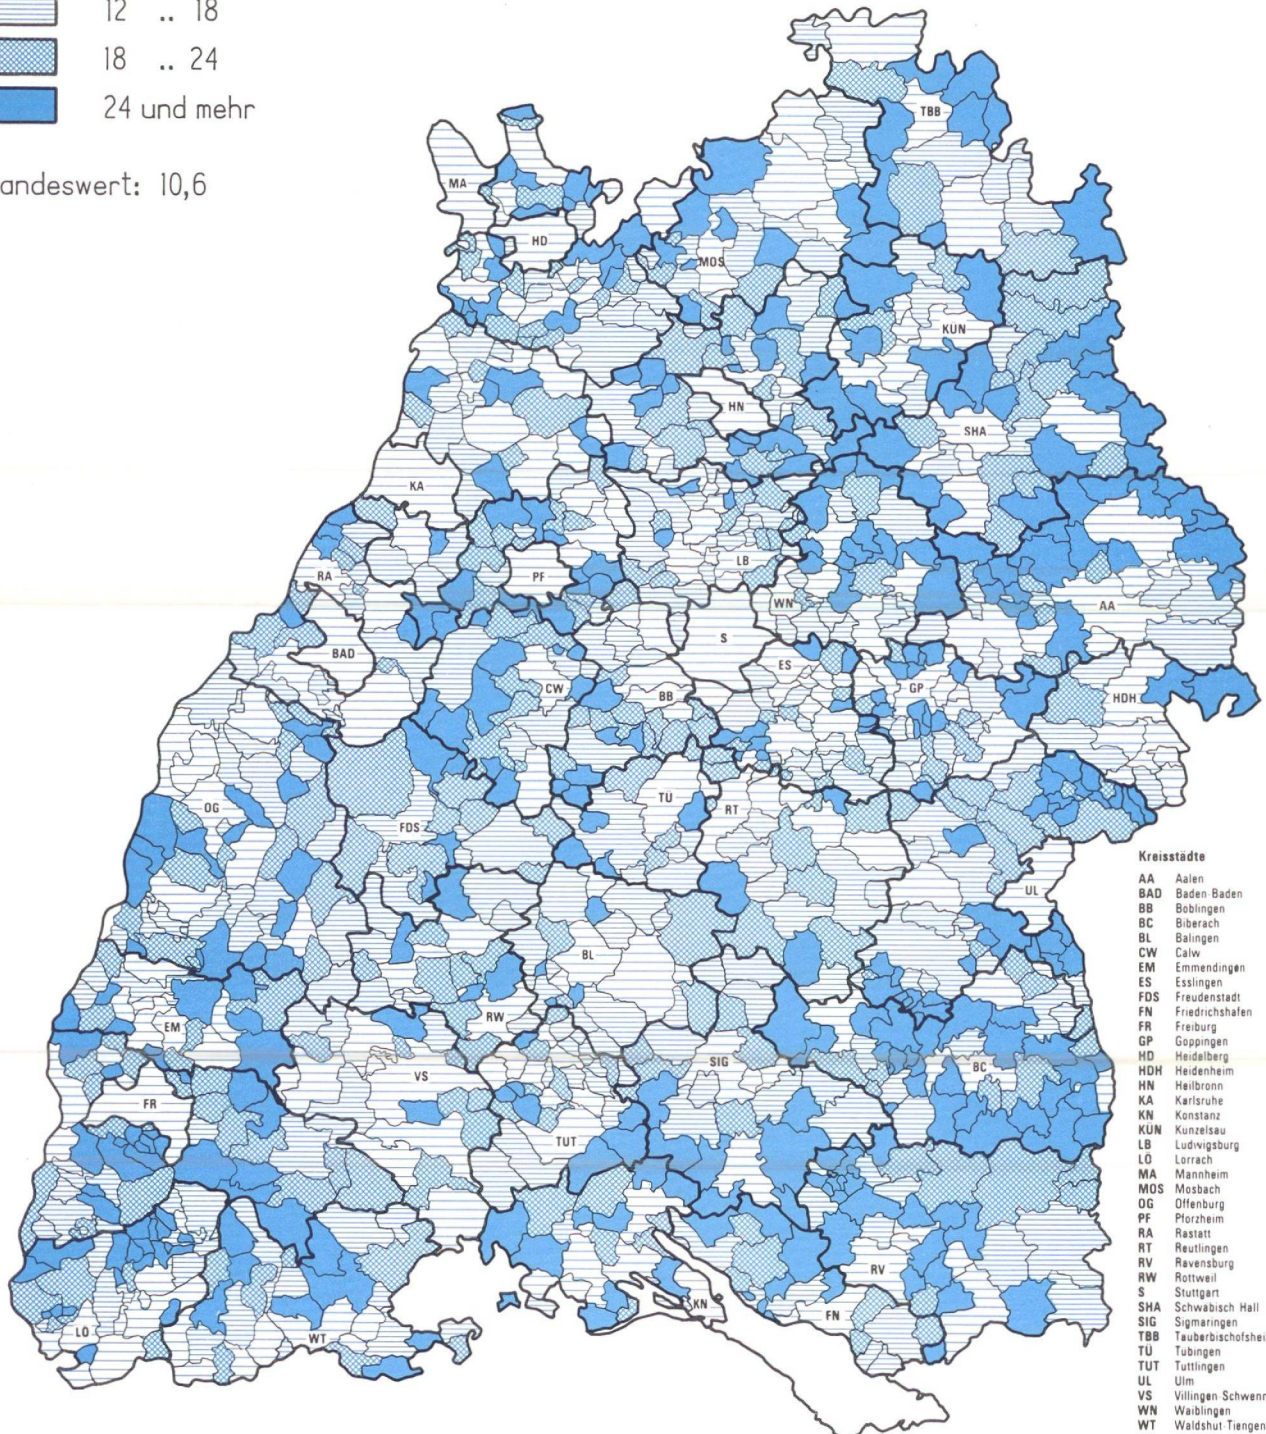 12 .. 18
18 .. 24
24 und mehr
andeswert: 10,6
TBB
MA
HD
MOS
KÜN
HN
SHA
KA
LB
PF
RA
WN
AA
S
BAD
ES
CW
BB
GP
HDH
OG
TÜ
RT
FDS
UL
BL
RW
EM
SIG
BC
VS
FR
TUT
RV
KN
FN
LÖ
WT
Kreisstädte
AA Aalen
BAD Baden-Baden
BB Böblingen
BC Biberach
BL Balingen
CW Calw
EM Emmendingen
ES Esslingen
FDS Freudenstadt
FN Friedrichshafen
FR Freiburg
GP Goppingen
HD Heidelberg
HDH Heidenheim
HN Heilbronn
KA Karlsruhe
KN Konstanz
KÜN Kunzelsau
LB Ludwigsburg
LÖ Lorrach
MA Mannheim
MOS Mosbach
OG Offenburg
PF Pforzheim
RA Rastatt
RT Reutlingen
RV Ravensburg
RW Rottweil
S Stuttgart
SHA Schwabisch Hall
SIG Sigmaringen
TBB Tauberbischofshei
TÜ Tubingen
TUT Tuttlingen
UL Ulm
VS Villingen-Schwenn
WN Waiblingen
WT Waldshut-Tiengen